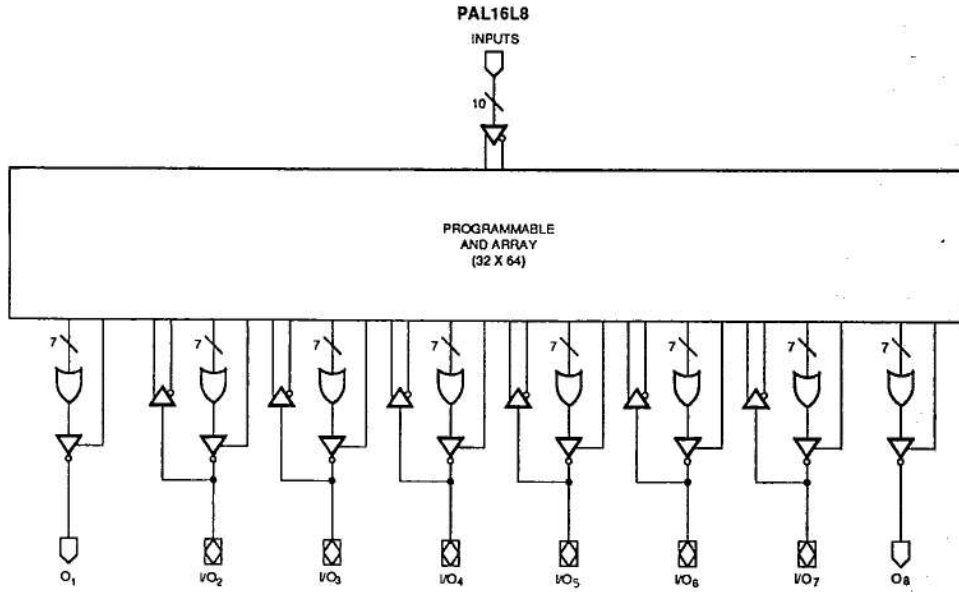 PAL16L8
INPUTS
10
PROGRAMMABLE
AND ARRAY
(32 X 64)
7 7 7 7 7 7 7 7
O1 I/O2 I/O3 I/O4 I/O5 I/O6 I/O7 O8